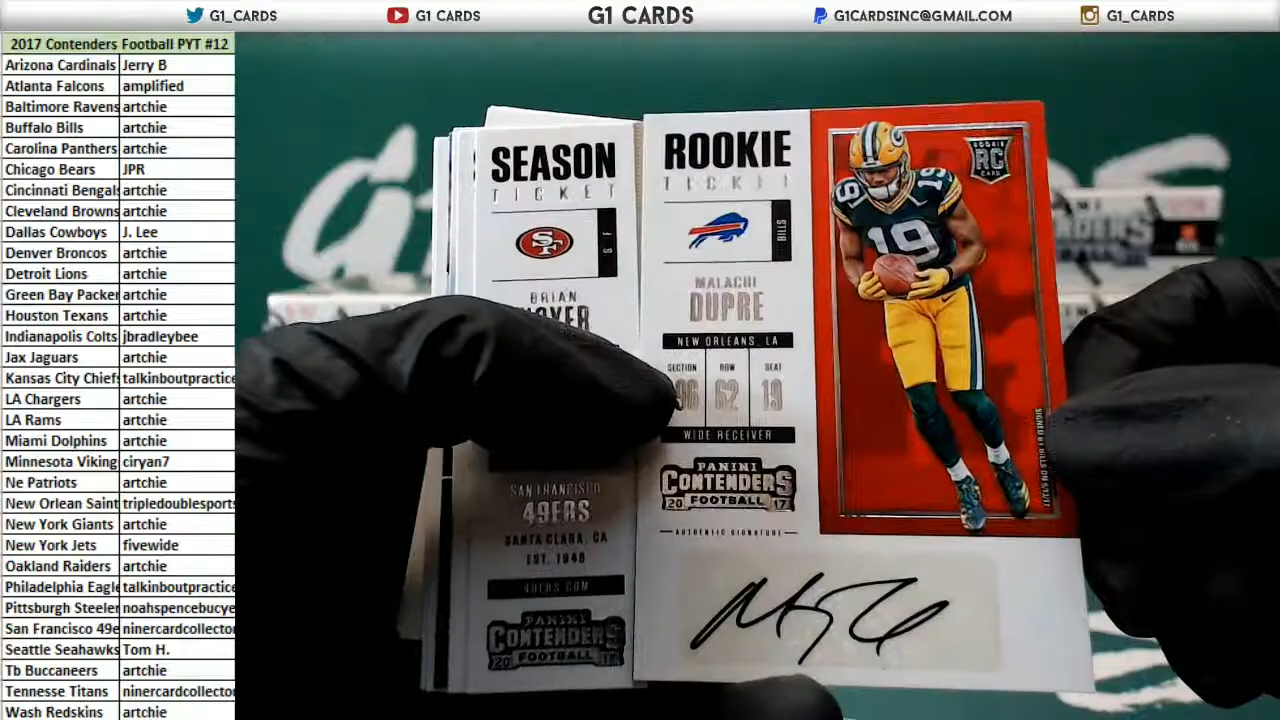 G1_CARDS
G1 CARDS
G1 CARDS
G1CARDSINC@GMAIL.COM
G1_CARDS
2017 Contenders Football PYT #12
Arizona Cardinals Jerry B
Atlanta Falcons amplified
Baltimore Ravens artchie
Buffalo Bills artchie
Carolina Panthers artchie
Chicago Bears JPR
Cincinnati Bengals artchie
Cleveland Browns artchie
Dallas Cowboys J. Lee
Denver Broncos artchie
Detroit Lions artchie
Green Bay Packer artchie
Houston Texans artchie
Indianapolis Colts jbradleybee
Jax Jaguars artchie
Kansas City Chiefs talkinboutpractice
LA Chargers artchie
LA Rams artchie
Miami Dolphins artchie
Minnesota Viking ciryan7
Ne Patriots artchie
New Orlean Saint tripledoublesports
New York Giants artchie
New York Jets fivewide
Oakland Raiders artchie
Philadelphia Eagle talkinboutpractice
Pittsburgh Steeler noahspencebucye
San Francisco 49e ninercardcollector
Seattle Seahawks Tom H.
Tb Buccaneers artchie
Tennesse Titans ninercardcollector
Wash Redskins artchie
SEASON
TICKET
SF
BRIAN
SAN FRANCISCO
49ERS
SANTA CLARA, CA
EST. 1946
49ERS.COM
PANINI
CONTENDERS
FOOTBALL
ROOKIE
TICKET
BILLS
MALACHI
DUPRE
NEW ORLEANS, LA
SECTION ROW SEAT
62 19
WIDE RECEIVER
PANINI
CONTENDERS
20 FOOTBALL 17
AUTHENTIC SIGNATURE
ROOKIE
RC
CARD
19
19
19